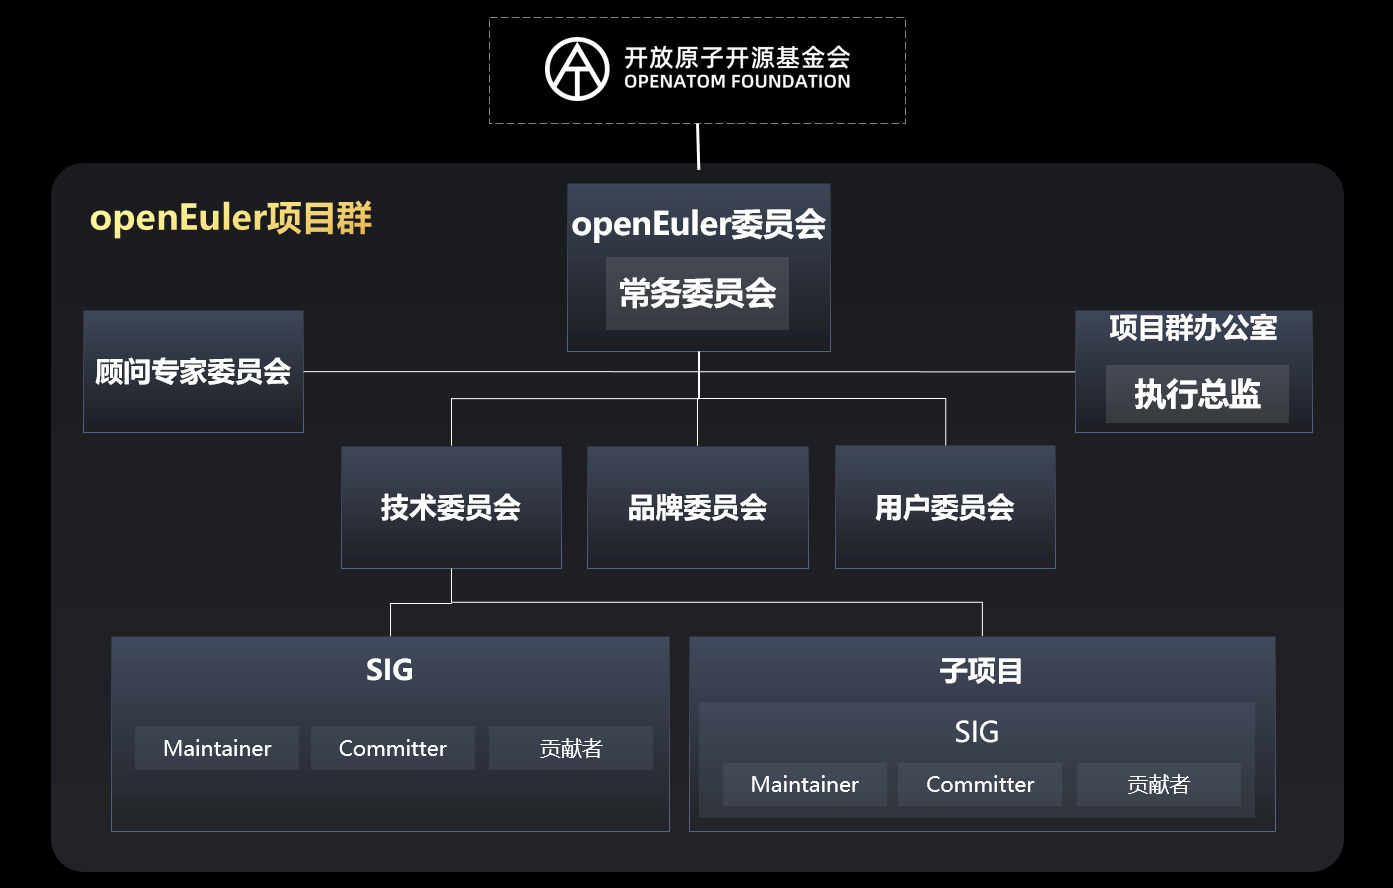 开放原子开源基金会
OPENATOM FOUNDATION
openEuler项目群
openEuler委员会
常务委员会
顾问专家委员会
项目群办公室
执行总监
技术委员会
品牌委员会
用户委员会
SIG
Maintainer
Committer
贡献者
子项目
SIG
Maintainer
Committer
贡献者